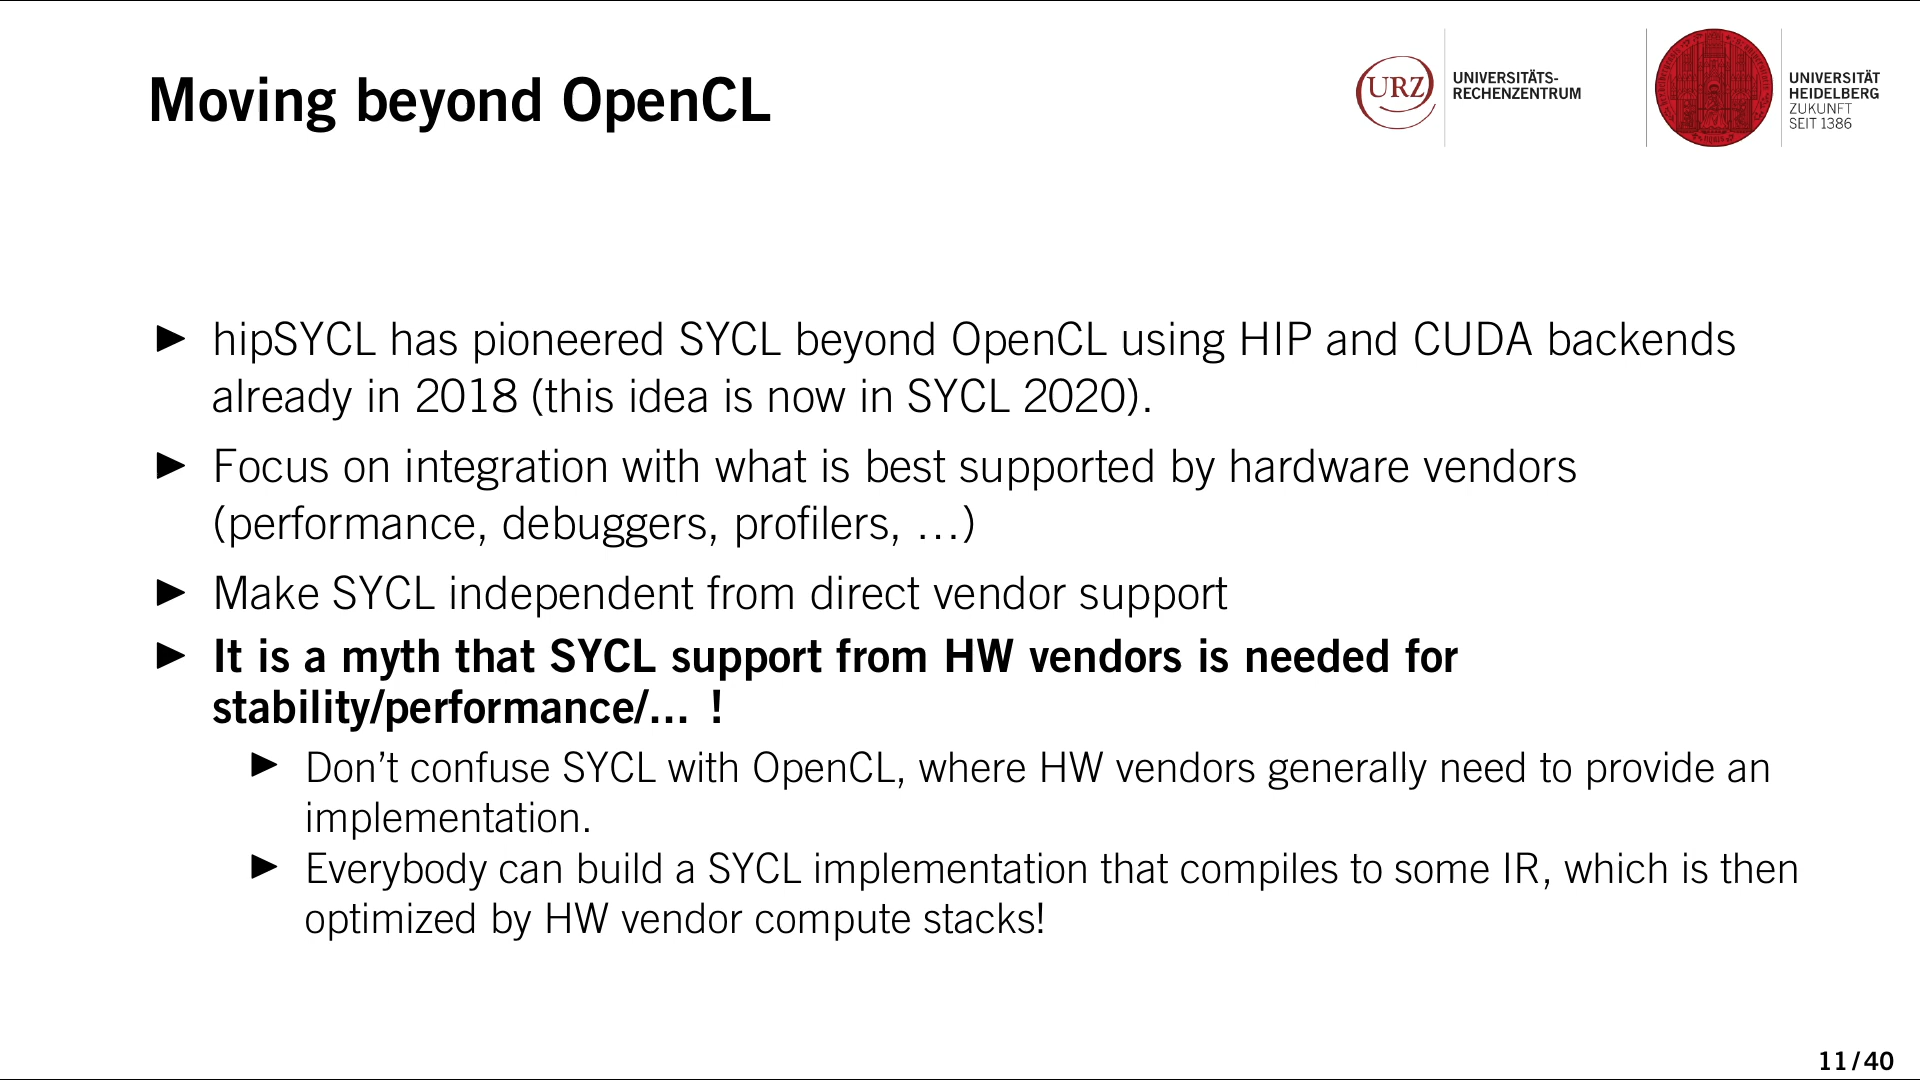 Moving beyond OpenCL
URZ
UNIVERSITÄTS-
RECHENZENTRUM
UNIVERSITÄT
HEIDELBERG
ZUKUNFT
SEIT 1386
► hipSYCL has pioneered SYCL beyond OpenCL using HIP and CUDA backends
already in 2018 (this idea is now in SYCL 2020).
► Focus on integration with what is best supported by hardware vendors
(performance, debuggers, profilers, …)
► Make SYCL independent from direct vendor support
► It is a myth that SYCL support from HW vendors is needed for
stability/performance/… !
► Don’t confuse SYCL with OpenCL, where HW vendors generally need to provide an
implementation.
► Everybody can build a SYCL implementation that compiles to some IR, which is then
optimized by HW vendor compute stacks!
11/40